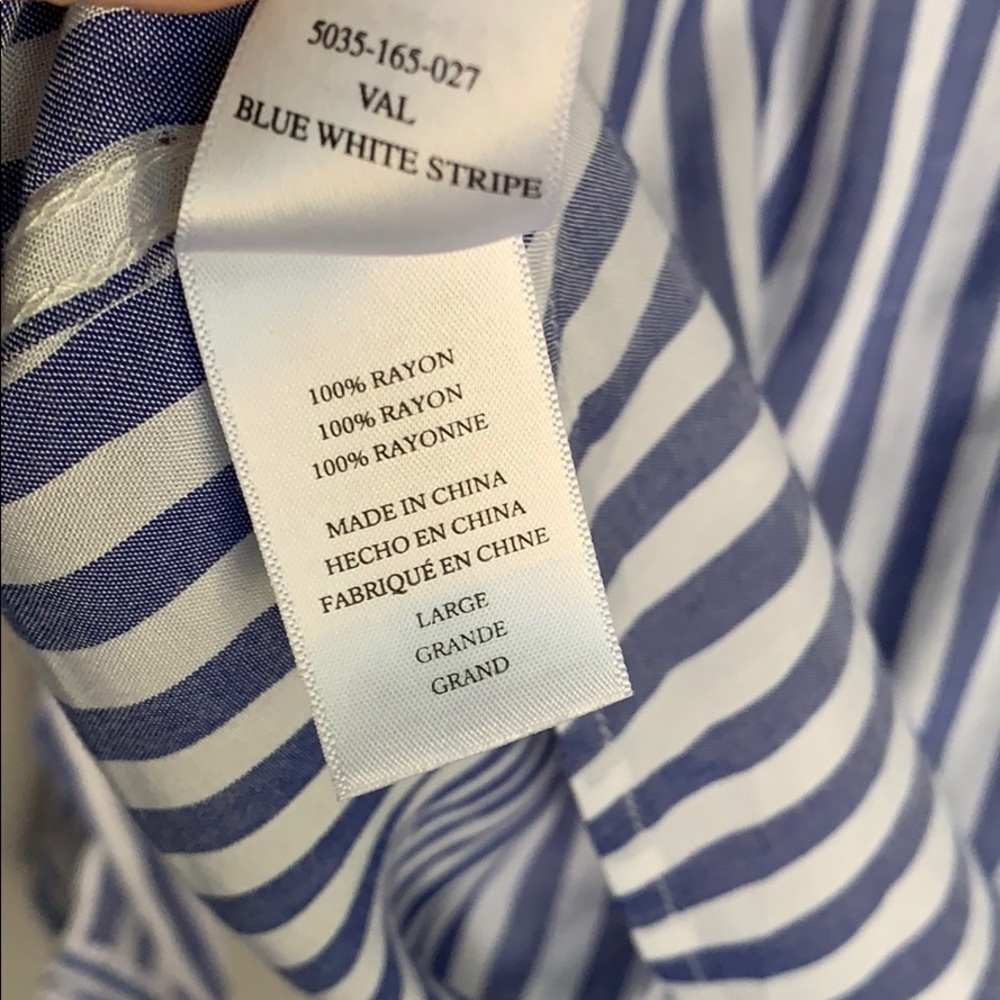 5035-165-027
VAL
BLUE WHITE STRIPE
100% RAYON
100% RAYON
100% RAYONNE
MADE IN CHINA
HECHO EN CHINA
FABRIQUÉ EN CHINE
LARGE
GRANDE
GRAND